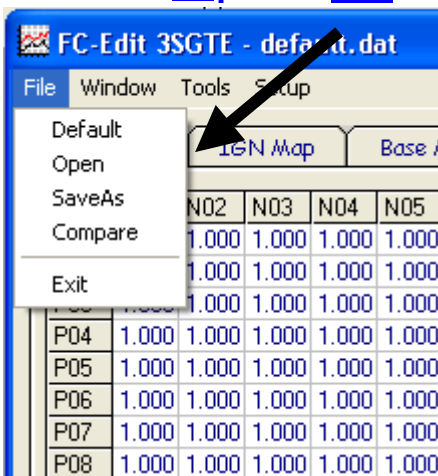 FC-Edit 3SGTE - default.dat
File Window Tools Setup
Default
Open
SaveAs
Compare
Exit
IGN Map Base
N02 N03 N04 N05
1.000 1.000 1.000 1.000
1.000 1.000 1.000 1.000
1.000 1.000 1.000 1.000
P04 1.000 1.000 1.000 1.000 1.000
P05 1.000 1.000 1.000 1.000 1.000
P06 1.000 1.000 1.000 1.000 1.000
P07 1.000 1.000 1.000 1.000 1.000
P08 1.000 1.000 1.000 1.000 1.000